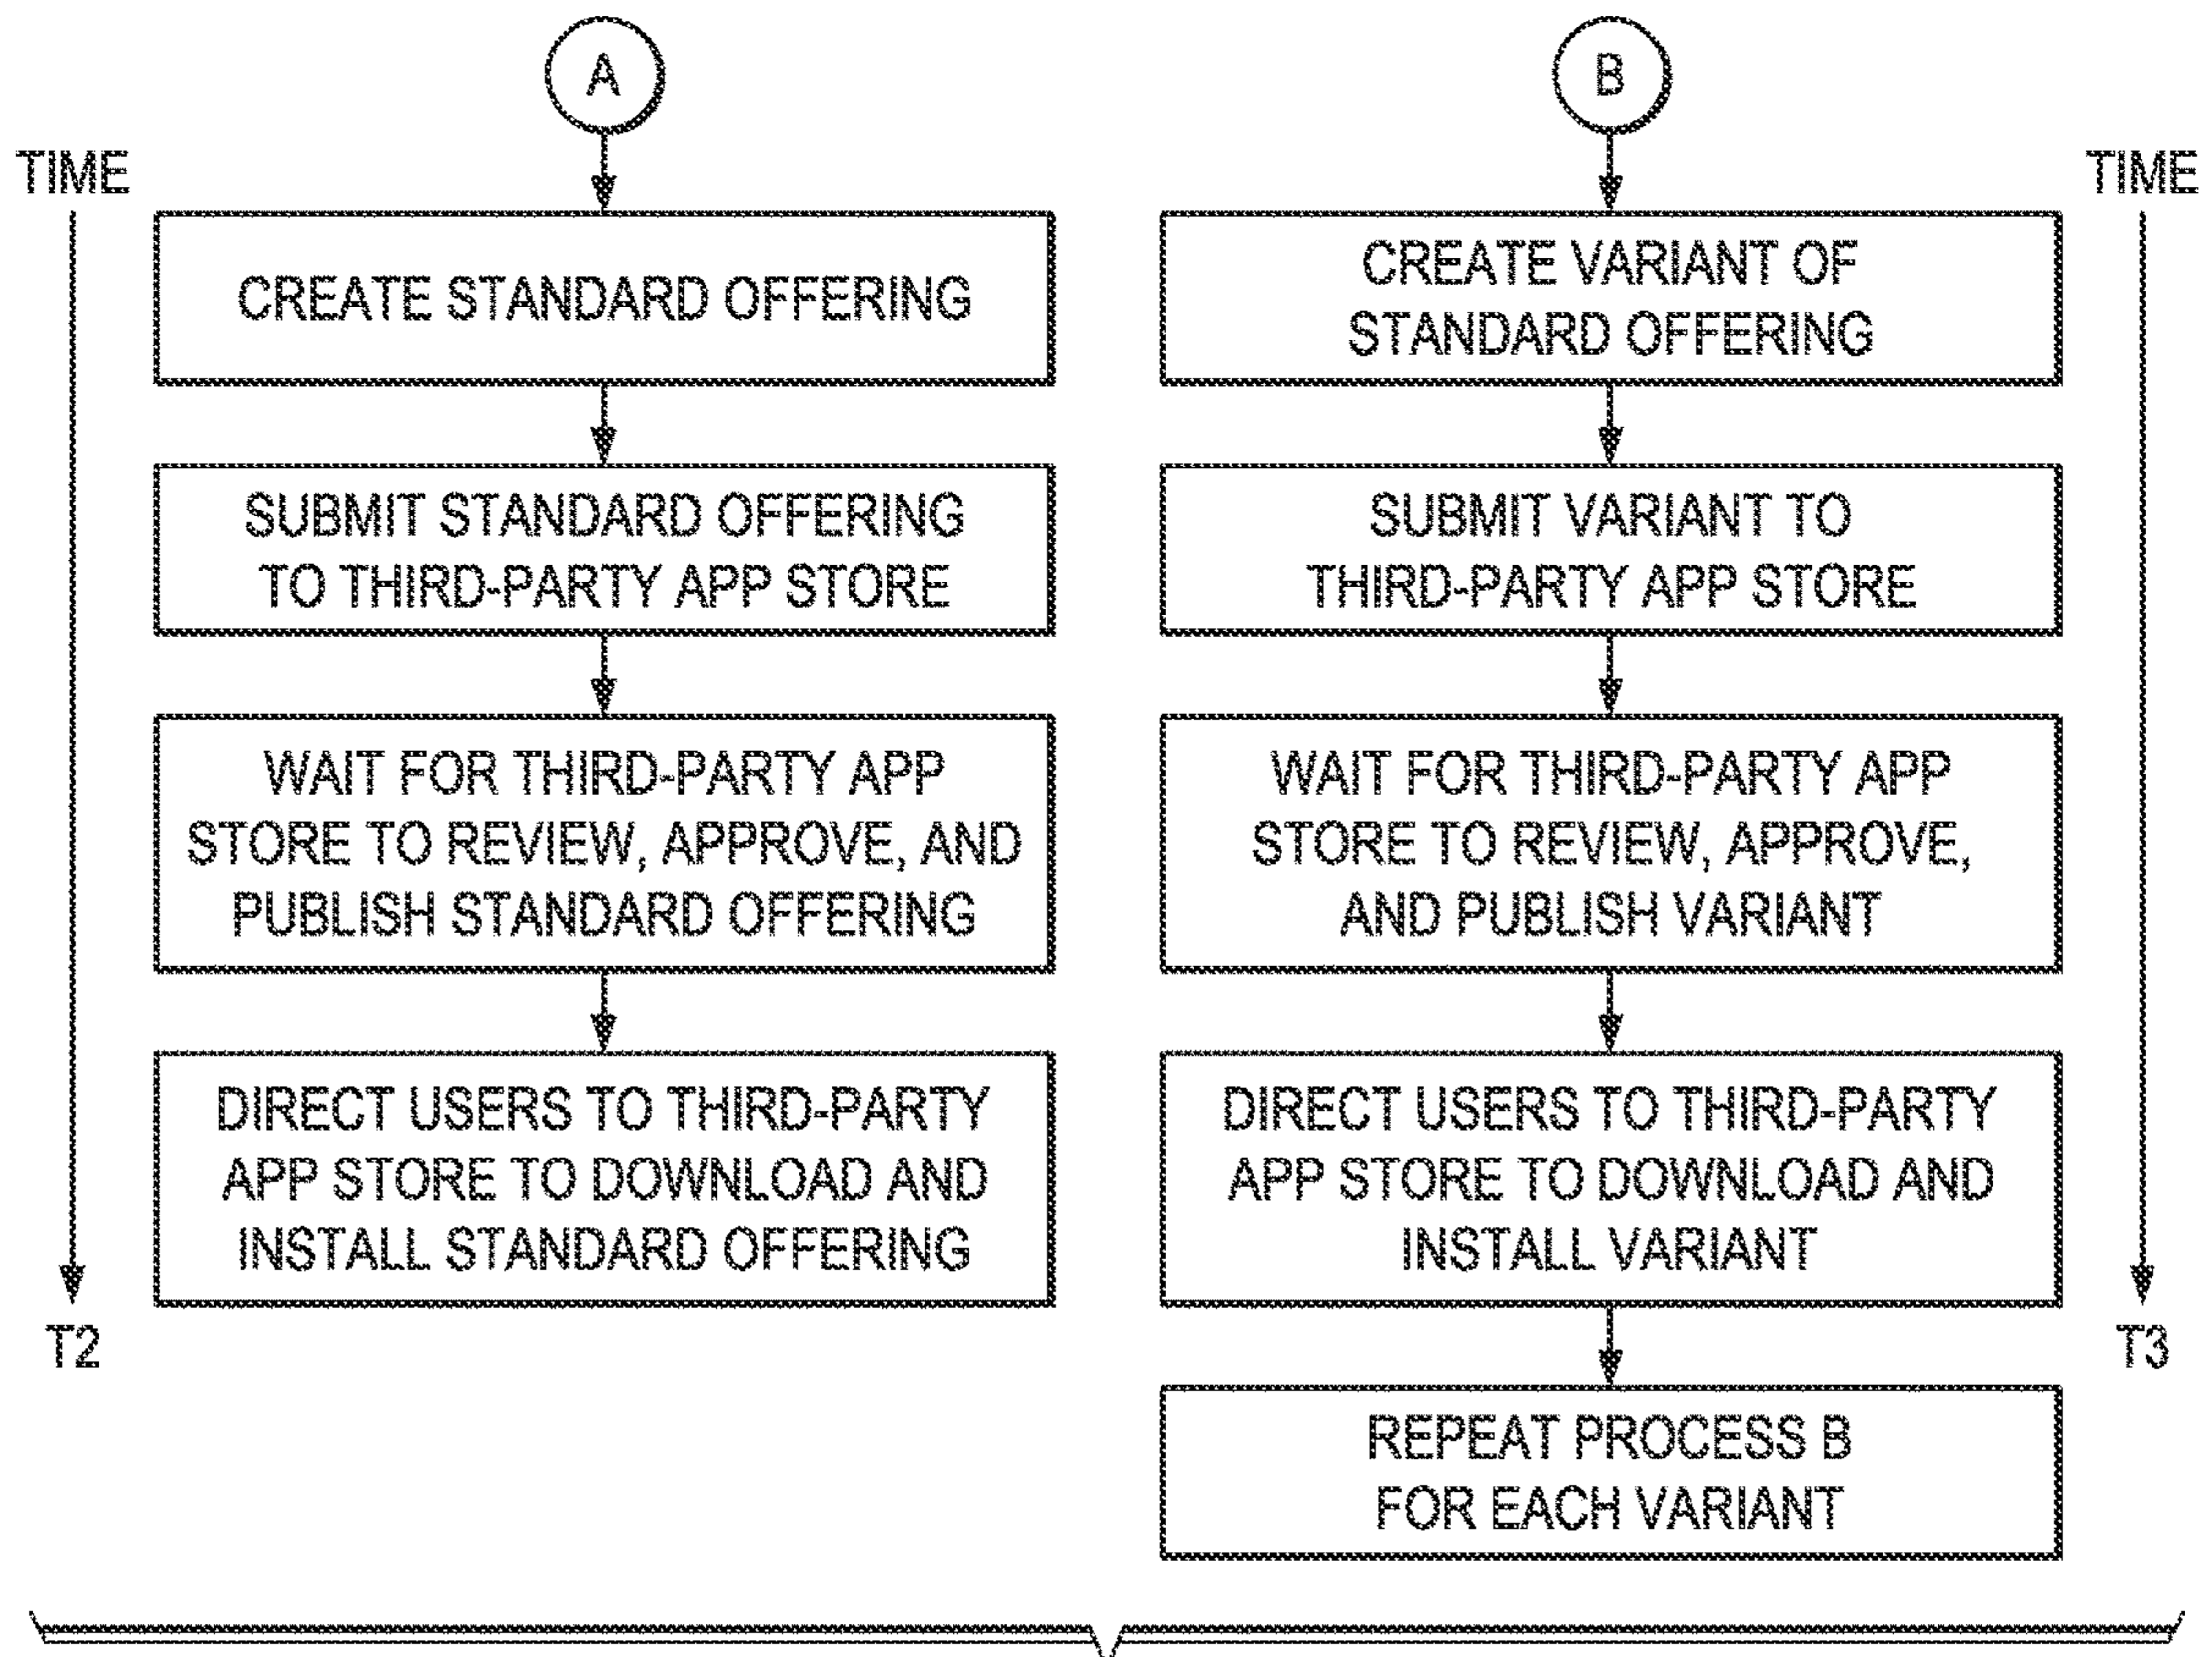 A
TIME
CREATE STANDARD OFFERING
SUBMIT STANDARD OFFERING
TO THIRD-PARTY APP STORE
WAIT FOR THIRD-PARTY APP
STORE TO REVIEW, APPROVE, AND
PUBLISH STANDARD OFFERING
DIRECT USERS TO THIRD-PARTY
APP STORE TO DOWNLOAD AND
INSTALL STANDARD OFFERING
T2
B
TIME
CREATE VARIANT OF
STANDARD OFFERING
SUBMIT VARIANT TO
THIRD-PARTY APP STORE
WAIT FOR THIRD-PARTY APP
STORE TO REVIEW, APPROVE,
AND PUBLISH VARIANT
DIRECT USERS TO THIRD-PARTY
APP STORE TO DOWNLOAD AND
INSTALL VARIANT
T3
REPEAT PROCESS B
FOR EACH VARIANT